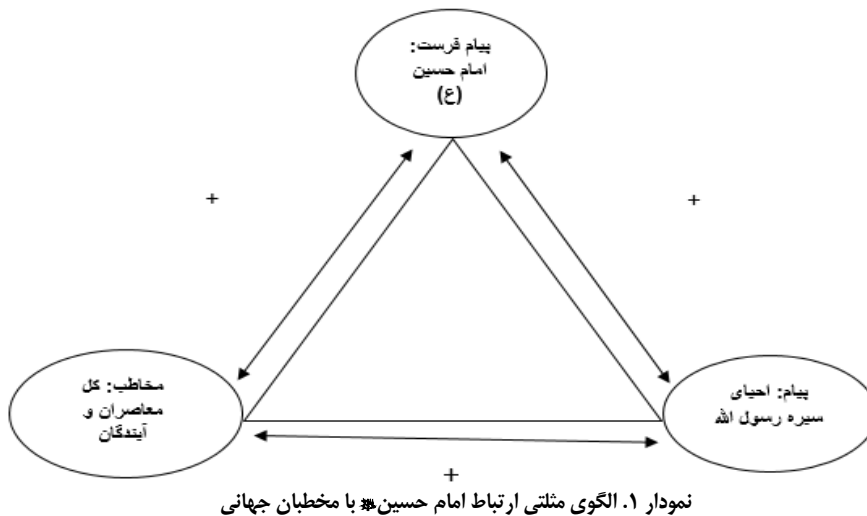 پیام فرست:
امام حسین
(ع)
+
+
مخاطب: کل
معاصران و
آیندگان
پیام: احیای
سیره رسول الله
+
نمودار ۱. الگوی مثلثی ارتباط امام حسین با مخطبان جهانی